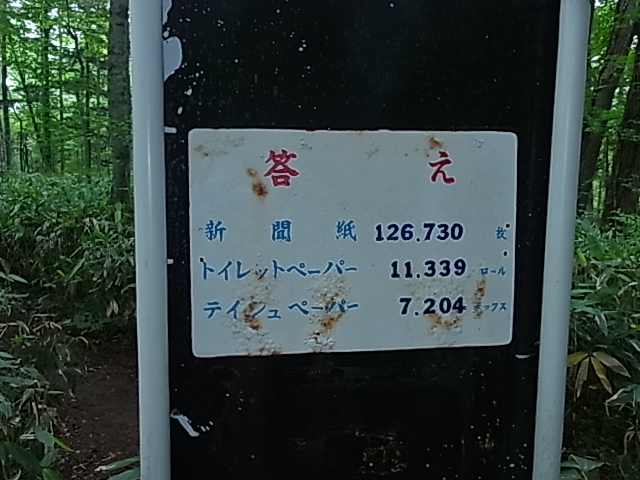 答え
新聞紙 126.730 枚
トイレットペーパー 11.339 ロール
テイシュペーパー 7.204 ボックス